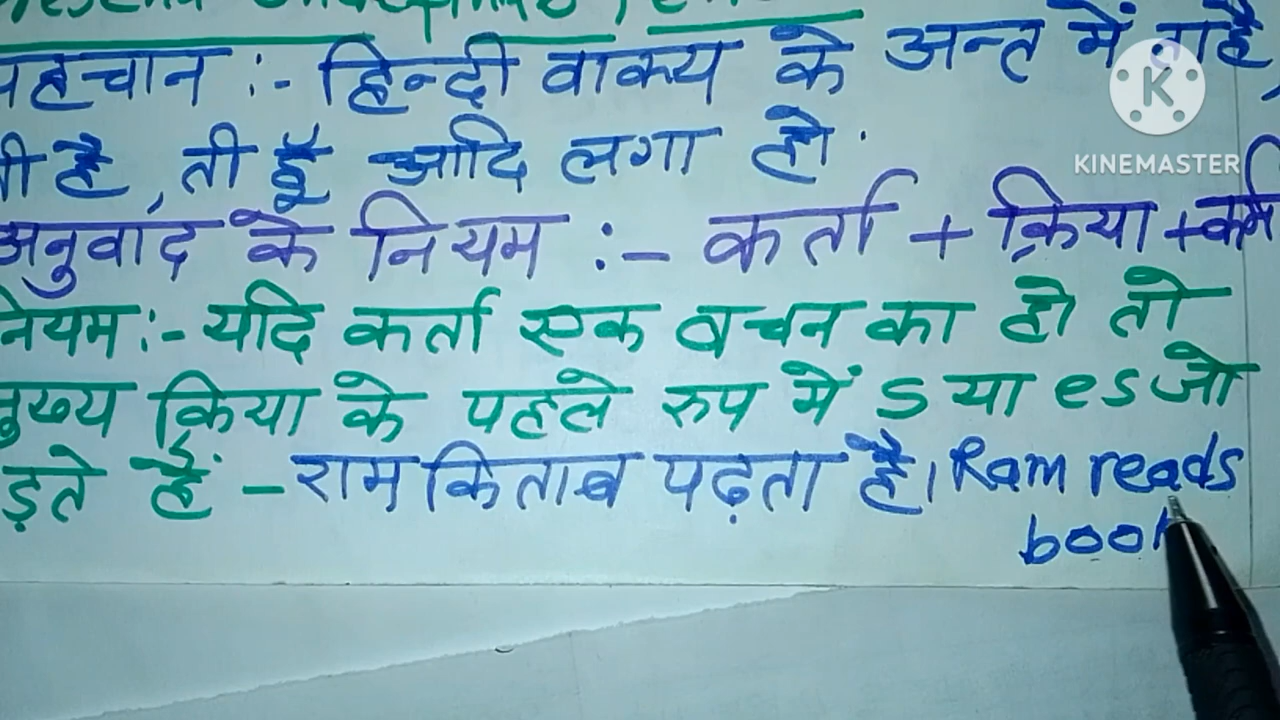 पहचान :- हिन्दी वाक्य के अन्त में ता है,
ती है, ती हूँ आदि लगा हो.
KINEMASTER
अनुवाद के नियम :- कर्ता + क्रिया + कर्म
नियम :- यदि कर्ता एक वचन का हो तो
मुख्य क्रिया के पहले रुप में s या es जो
ड़ते हैं - राम किताब पढ़ता है। Ram reads
book